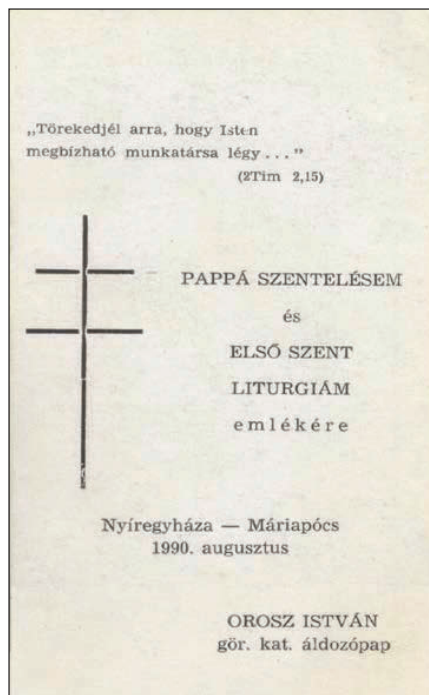 „Törekedjél arra, hogy Isten
megbízható munkatársa légy . . .”
(2Tim 2,15)
PAPPÁ SZENTELÉSEM
és
ELSŐ SZENT
LITURGIÁM
emlékére
Nyíregyháza — Máriapócs
1990. augusztus
OROSZ ISTVÁN
gör. kat. áldozópap